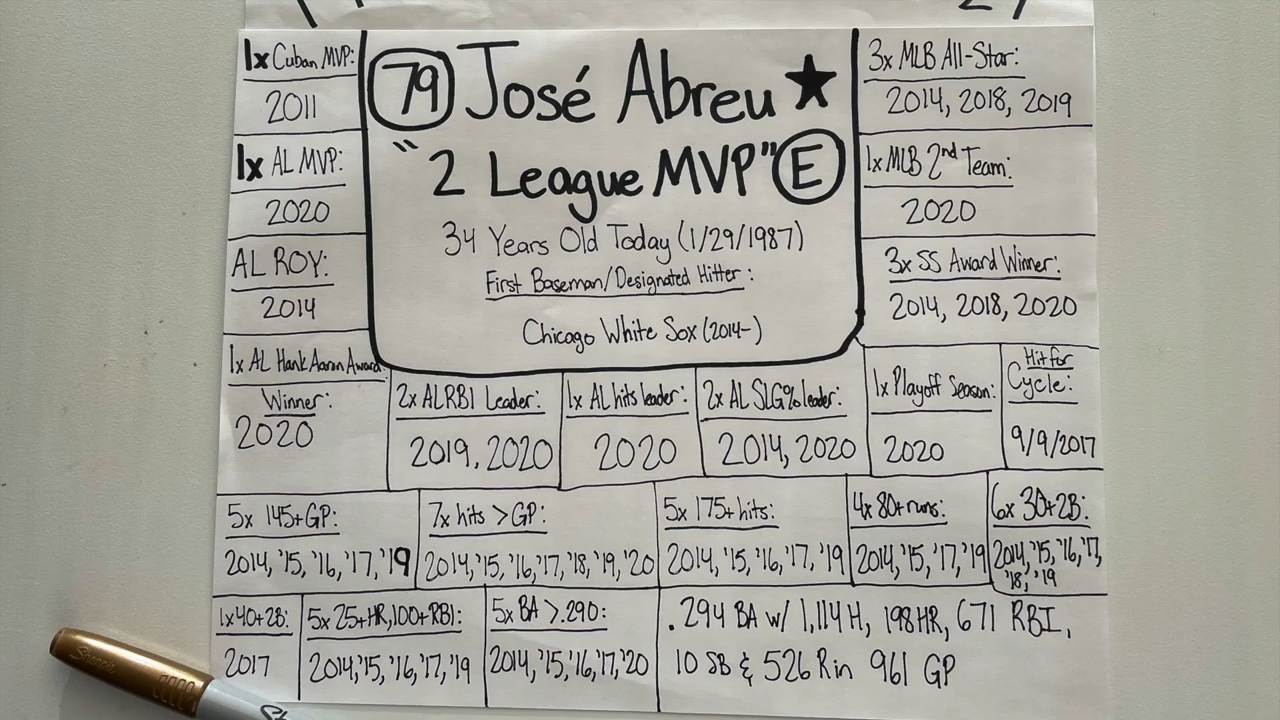 79 José Abreu ★
"2 League MVP" E
34 Years Old Today (1/29/1987)
First Baseman/Designated Hitter:
Chicago White Sox (2014-)
1x Cuban MVP:
2011
1x AL MVP:
2020
AL ROY:
2014
1x AL Hank Aaron Award
Winner:
2020
3x MLB All-Star:
2014, 2018, 2019
1x MLB 2nd Team:
2020
3x SS Award Winner:
2014, 2018, 2020
2x AL RBI Leader:
2019, 2020
1x AL hits leader:
2020
2x AL SLG% leader:
2014, 2020
1x Playoff Season:
2020
Hit for
Cycle:
9/9/2017
5x 145+GP:
2014, '15, '16, '17, '19
7x hits >GP:
2014, '15, '16, '17, '18, '19, '20
5x 175+ hits:
2014, '15, '16, '17, '19
4x 80+ runs:
2014, '15, '17, '19
6x 30+2B:
2014, '15, '16, '17,
'18, '19
1x 40+2B:
2017
5x 25+HR, 100+RBI:
2014, '15, '16, '17, '19
5x BA >.290:
2014, '15, '16, '17, '20
.294 BA w/ 1,114 H, 198 HR, 671 RBI,
10 SB & 526 R in 961 GP